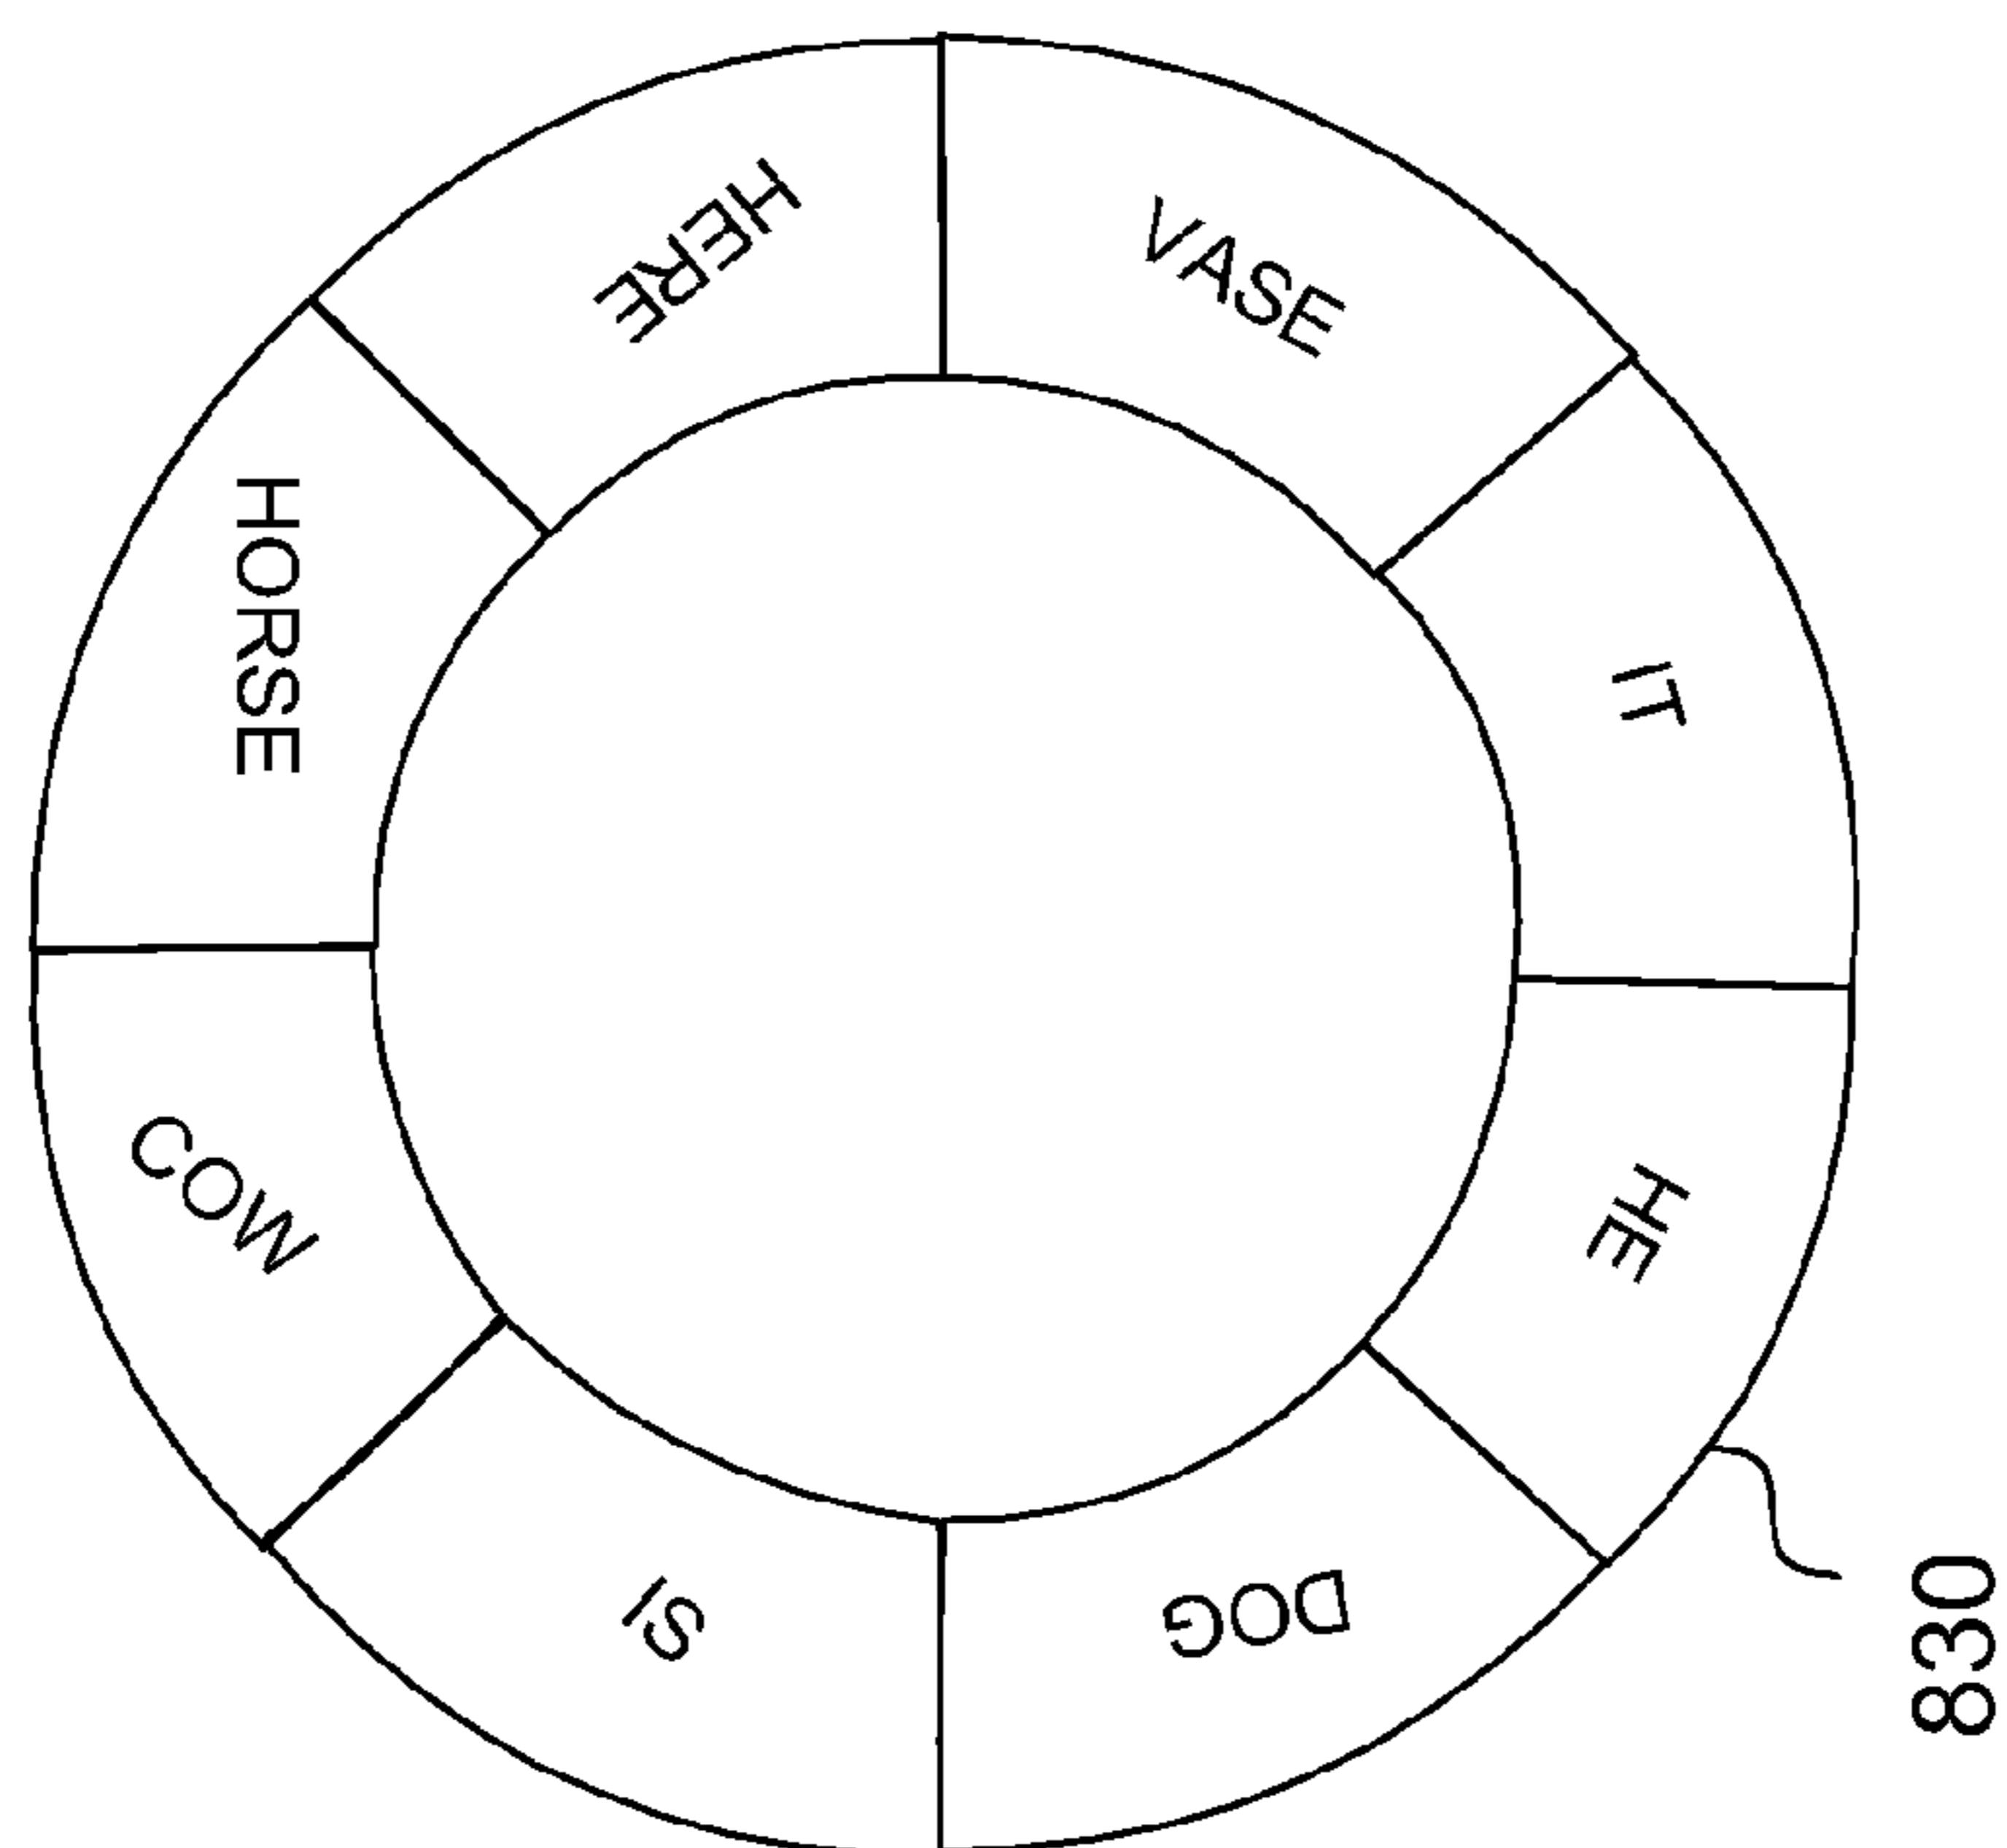 VASE
IT
HE
DOG
IS
COW
HORSE
HERE
830